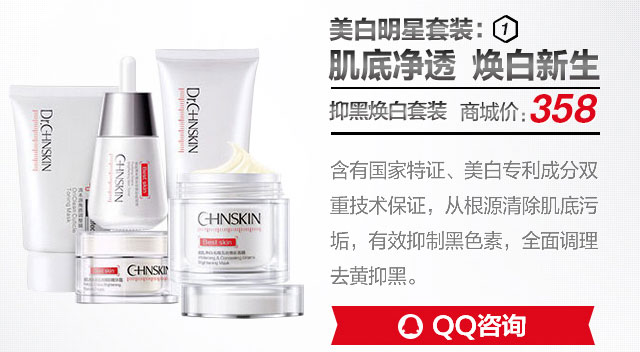 美白明星套装：1
肌底净透 焕白新生
抑黑焕白套装 商城价:358
含有国家特证、美白专利成分双
重技术保证，从根源清除肌底污
垢，有效抑制黑色素，全面调理
去黄抑黑。
QQ咨询
Dr.CHNSKIN
Dr.CHNSKIN
CHNSKIN
Best skin
CHNSKIN
Best skin
CHNSKIN
Best skin
Toning Mask